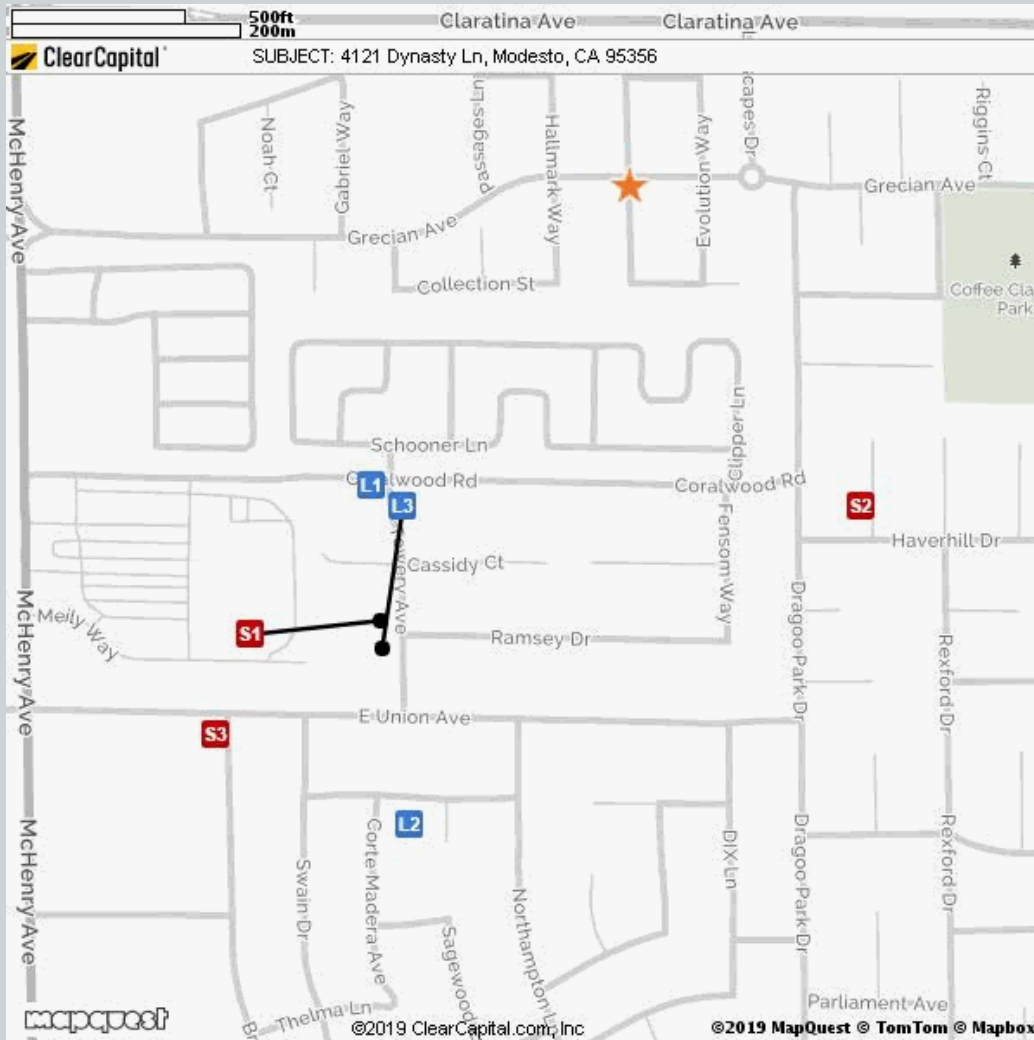 500ft
200m
Claratina Ave
Claratina Ave
ClearCapital
SUBJECT: 4121 Dynasty Ln, Modesto, CA 95356
McHenry Ave
Noah Ct
Gabriel Way
Hallmark Way
Evolution Way
capes Dr
Riggins Ct
Grecian Ave
Grecian Ave
Collection St
Coffee Cla
Park
Clipper Ln
Schooner Ln
L1
Coralwood Rd
Coralwood Rd
L3
S2
Haverhill Dr
Fensom Way
Cassidy Ct
McHenry Ave
Meily Way
S1
Ramsey Dr
Dragoo Park Dr
Rexford Dr
E Union Ave
S3
L2
McHenry Ave
Swain Dr
Corte Madera Ave
Sagewood
Northampton L
DIX Ln
Dragoo Park Dr
Rexford Dr
Thelma Ln
Br
Parliament Ave
mapquest
©2019 ClearCapital.com, Inc
©2019 MapQuest © TomTom © Mapbox